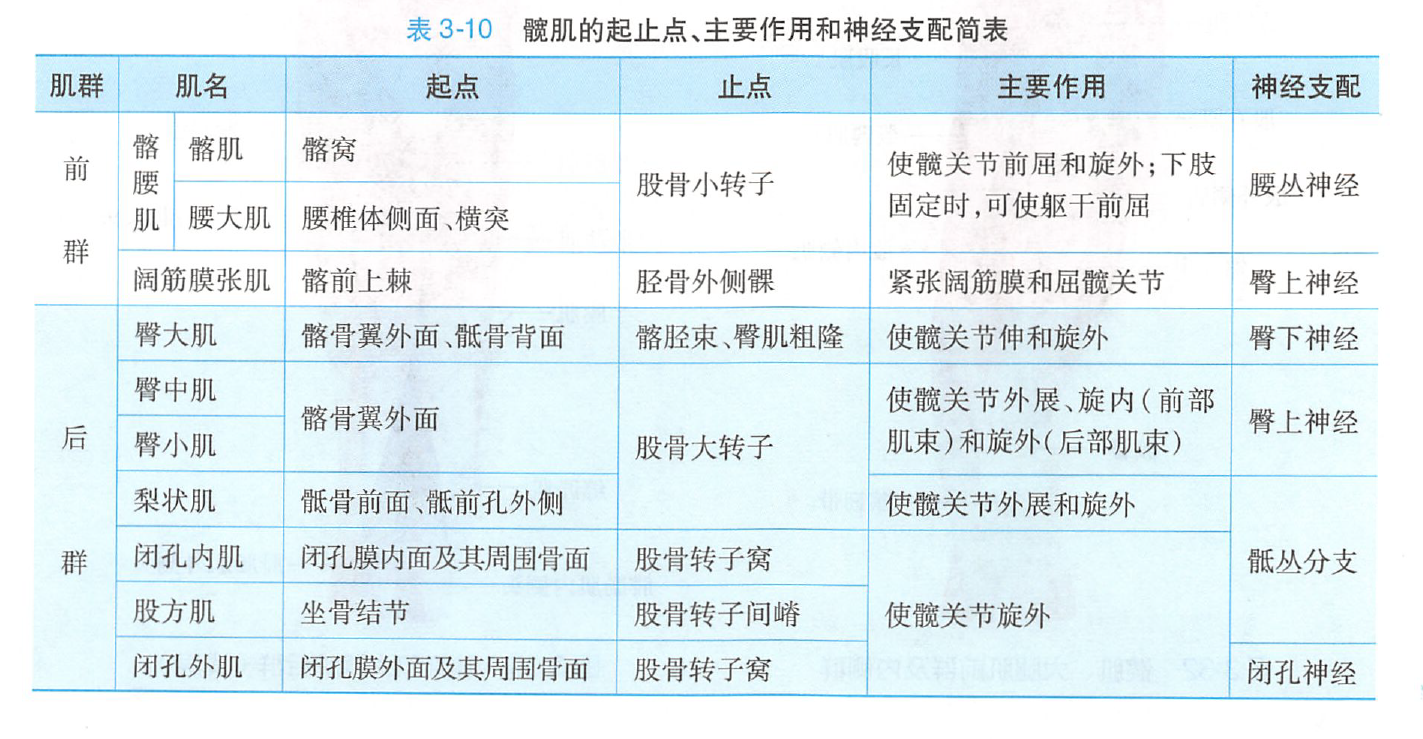 表 3-10 髋肌的起止点、主要作用和神经支配简表
肌群 肌名 起点 止点 主要作用 神经支配
前群 髂腰肌 髂肌 髂窝 股骨小转子 使髋关节前屈和旋外;下肢
固定时,可使躯干前屈 腰丛神经
腰大肌 腰椎体侧面、横突
阔筋膜张肌 髂前上棘 胫骨外侧髁 紧张阔筋膜和屈髋关节 臀上神经
后群 臀大肌 髂骨翼外面、骶骨背面 髂胫束、臀肌粗隆 使髋关节伸和旋外 臀下神经
臀中肌 髂骨翼外面 股骨大转子 使髋关节外展、旋内(前部
肌束)和旋外(后部肌束) 臀上神经
臀小肌
梨状肌 骶骨前面、骶前孔外侧 使髋关节外展和旋外 骶丛分支
闭孔内肌 闭孔膜内面及其周围骨面 股骨转子窝 使髋关节旋外
股方肌 坐骨结节 股骨转子间嵴
闭孔外肌 闭孔膜外面及其周围骨面 股骨转子窝 闭孔神经